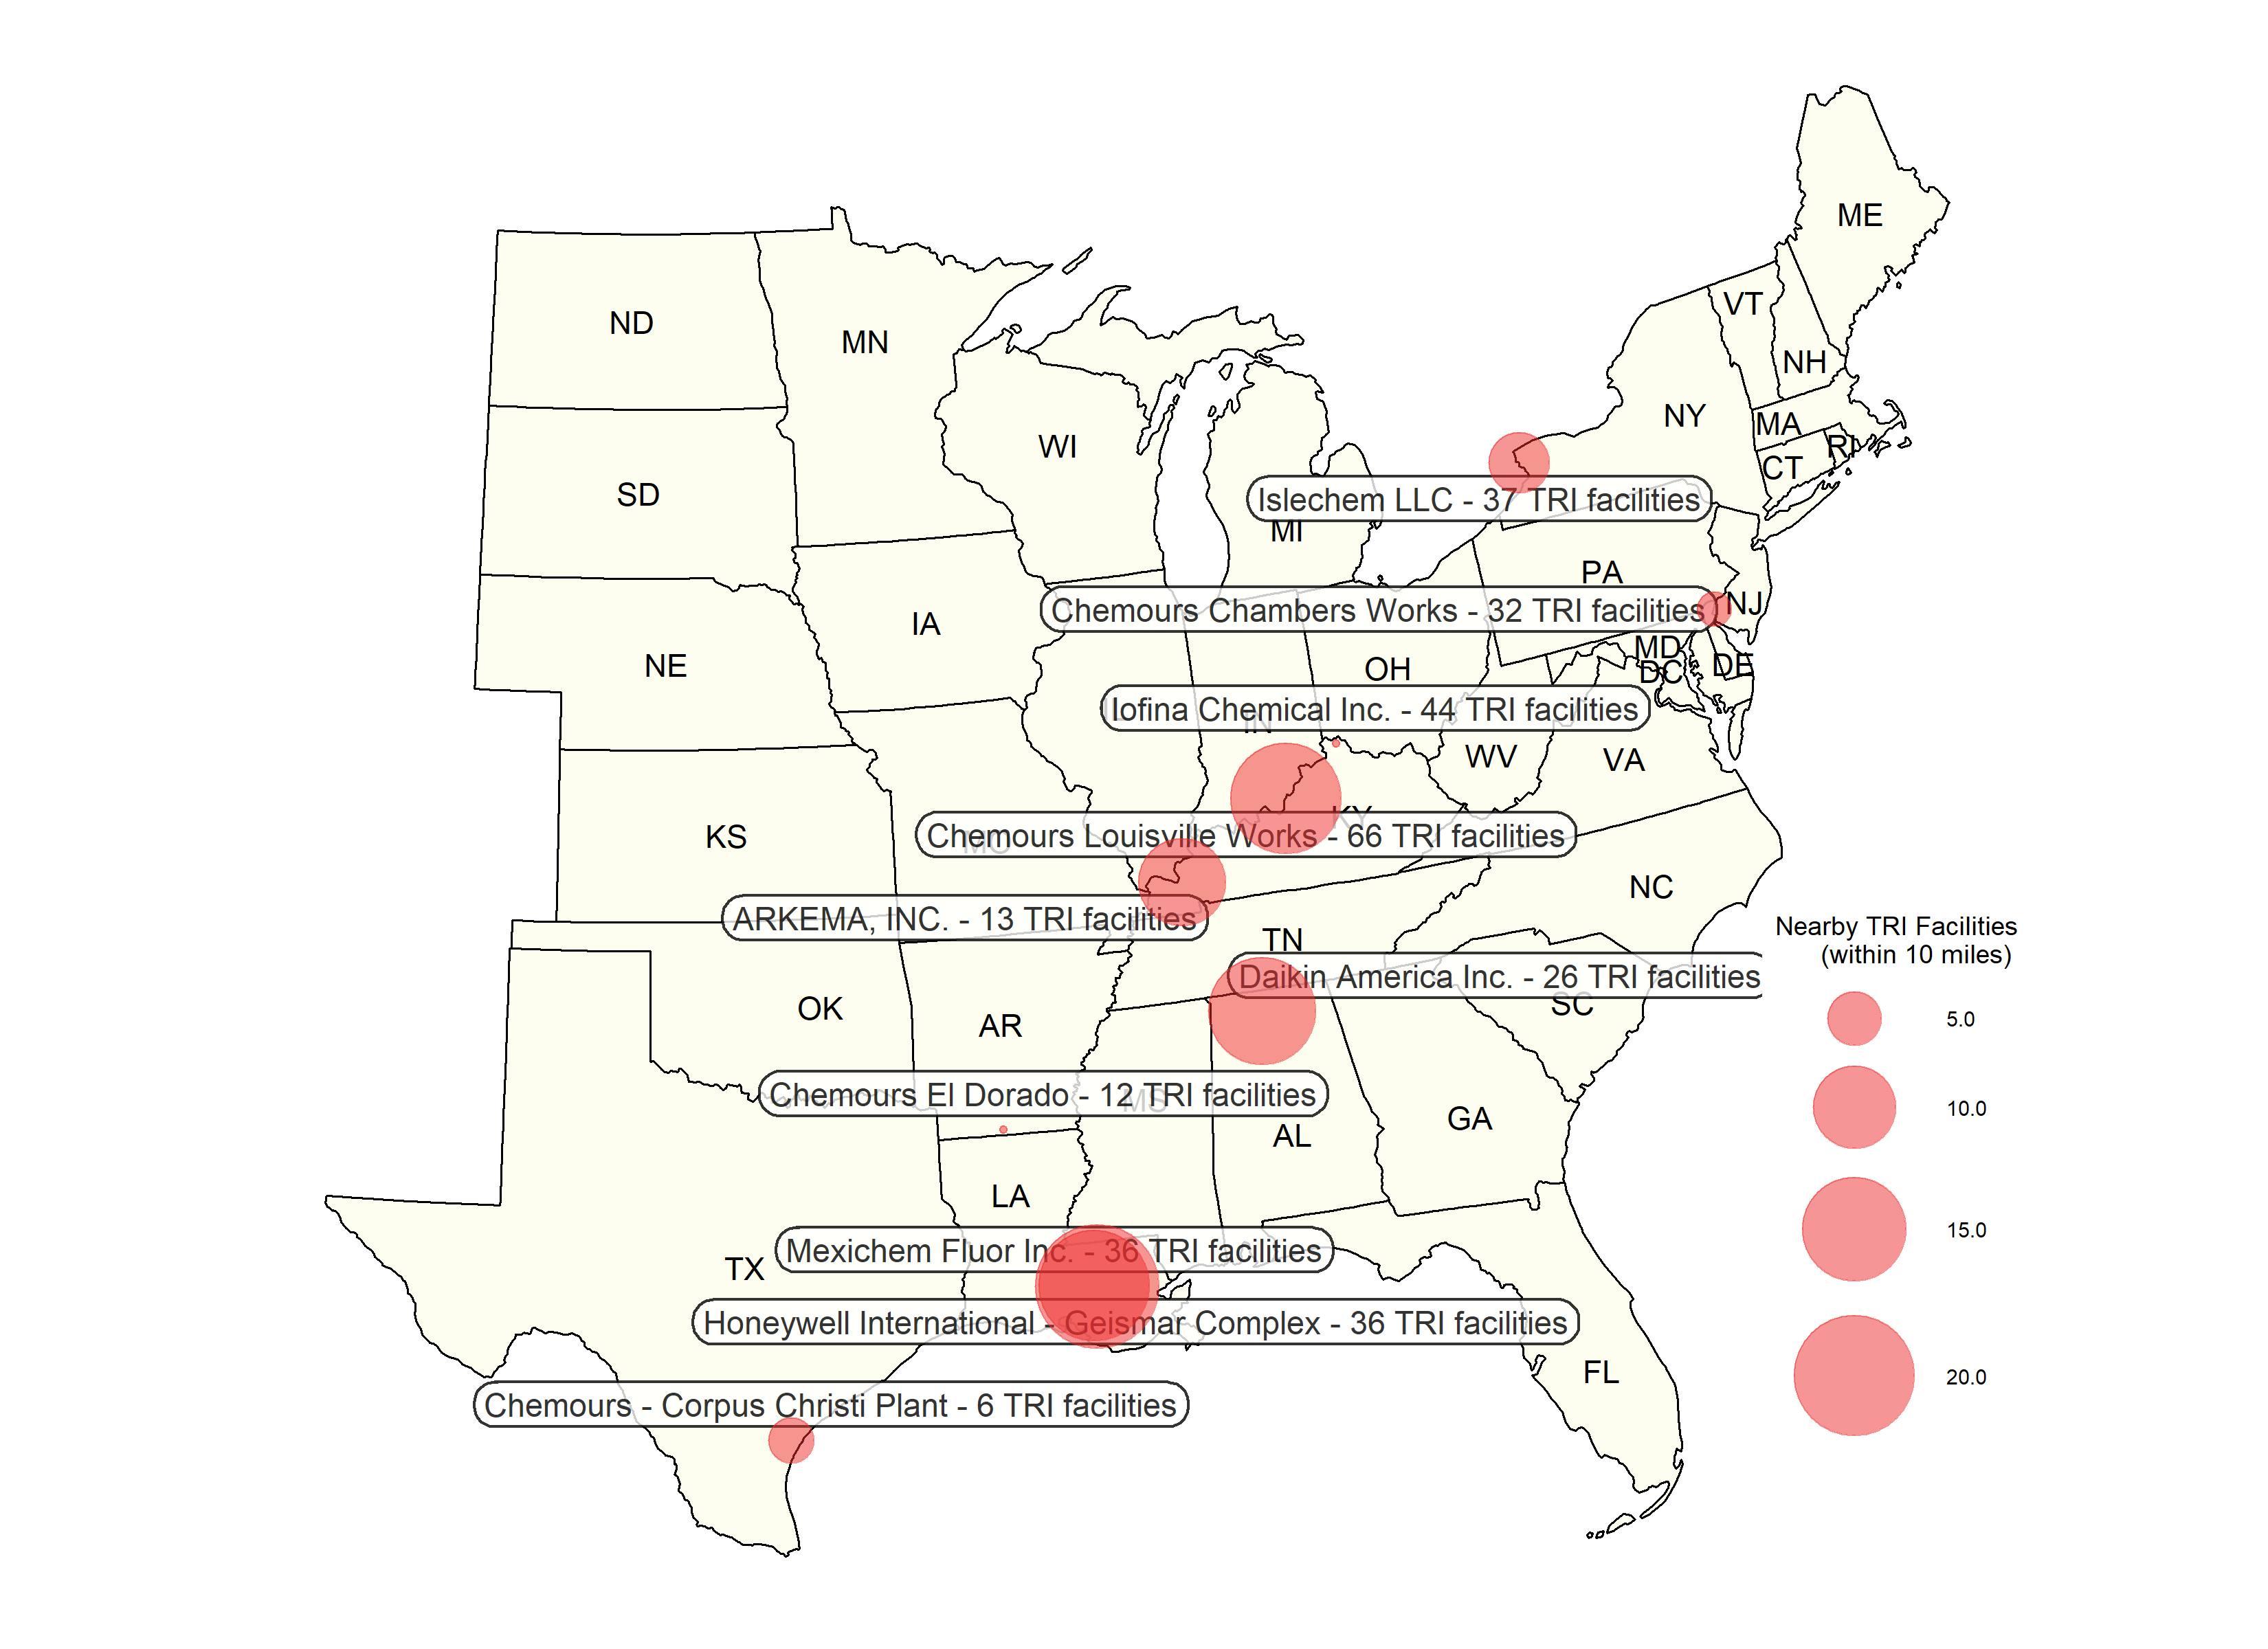 ME
ND
MN
VT
NH
NY
MA
RI
CT
WI
SD
Islechem LLC - 37 TRI facilities
MI
PA
Chemours Chambers Works - 32 TRI facilities
NJ
IA
MD
DC
DE
NE
OH
Iofina Chemical Inc. - 44 TRI facilities
IN
WV
VA
KY
KS
Chemours Louisville Works - 66 TRI facilities
MO
NC
ARKEMA, INC. - 13 TRI facilities
TN
Nearby TRI Facilities
(within 10 miles)
Daikin America Inc. - 26 TRI facilities
SC
OK
AR
5.0
Chemours El Dorado - 12 TRI facilities
MS
10.0
AL
GA
LA
Mexichem Fluor Inc. - 36 TRI facilities
15.0
TX
Honeywell International - Geismar Complex - 36 TRI facilities
FL
20.0
Chemours - Corpus Christi Plant - 6 TRI facilities